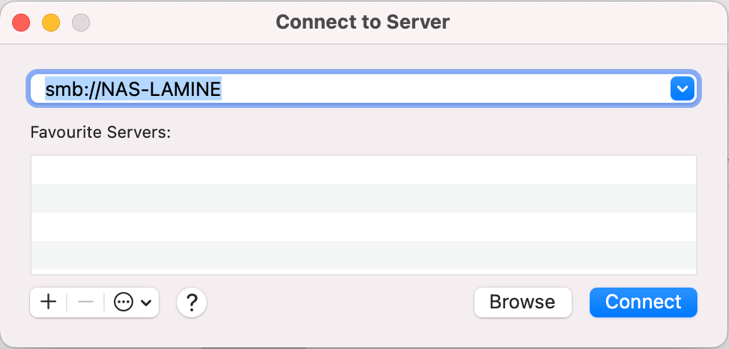 Connect to Server
smb://NAS-LAMINE
Favourite Servers:
?
Browse
Connect